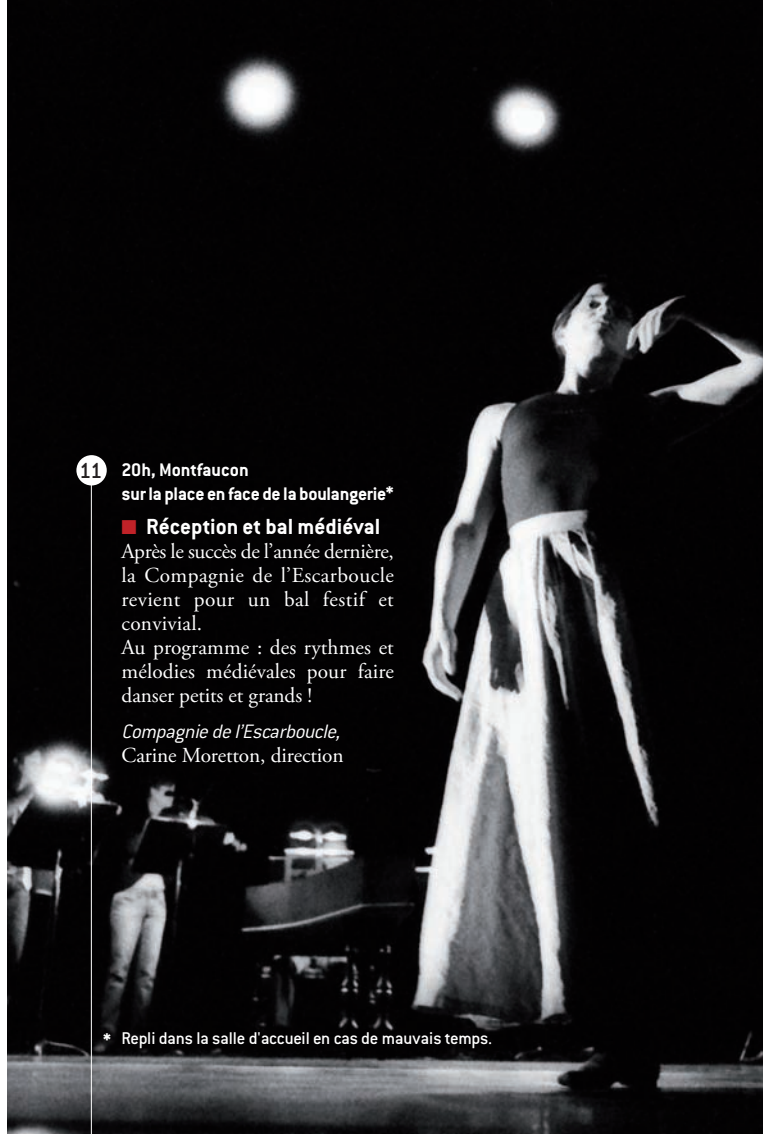 11 20h, Montfaucon
sur la place en face de la boulangerie*
Réception et bal médiéval
Après le succès de l’année dernière,
la Compagnie de l’Escarboucle
revient pour un bal festif et
convivial.
Au programme : des rythmes et
mélodies médiévales pour faire
danser petits et grands !
Compagnie de l’Escarboucle,
Carine Moretton, direction
* Repli dans la salle d'accueil en cas de mauvais temps.